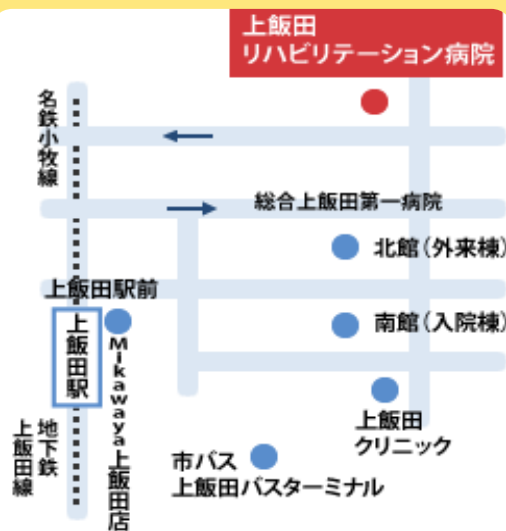 上飯田
リハビリテーション病院
名鉄小牧線
総合上飯田第一病院
北館(外来棟)
上飯田駅前
上飯田駅
南館(入院棟)
Mikawaya上飯田店
上飯田
クリニック
地下鉄
上飯田線
市バス
上飯田バスターミナル